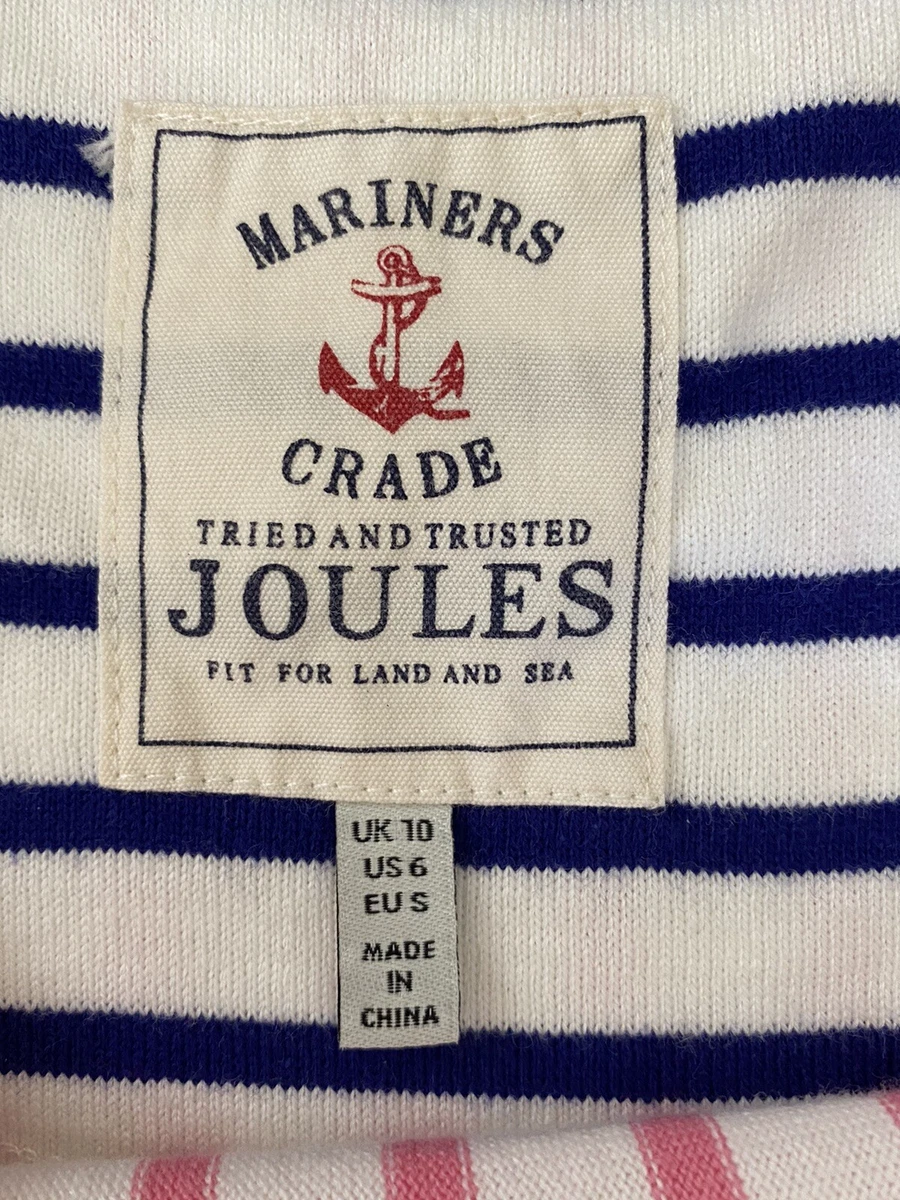 MARINERS
CRADE
TRIED AND TRUSTED
JOULES
FIT FOR LAND AND SEA
UK 10
US 6
EU S
MADE
IN
CHINA